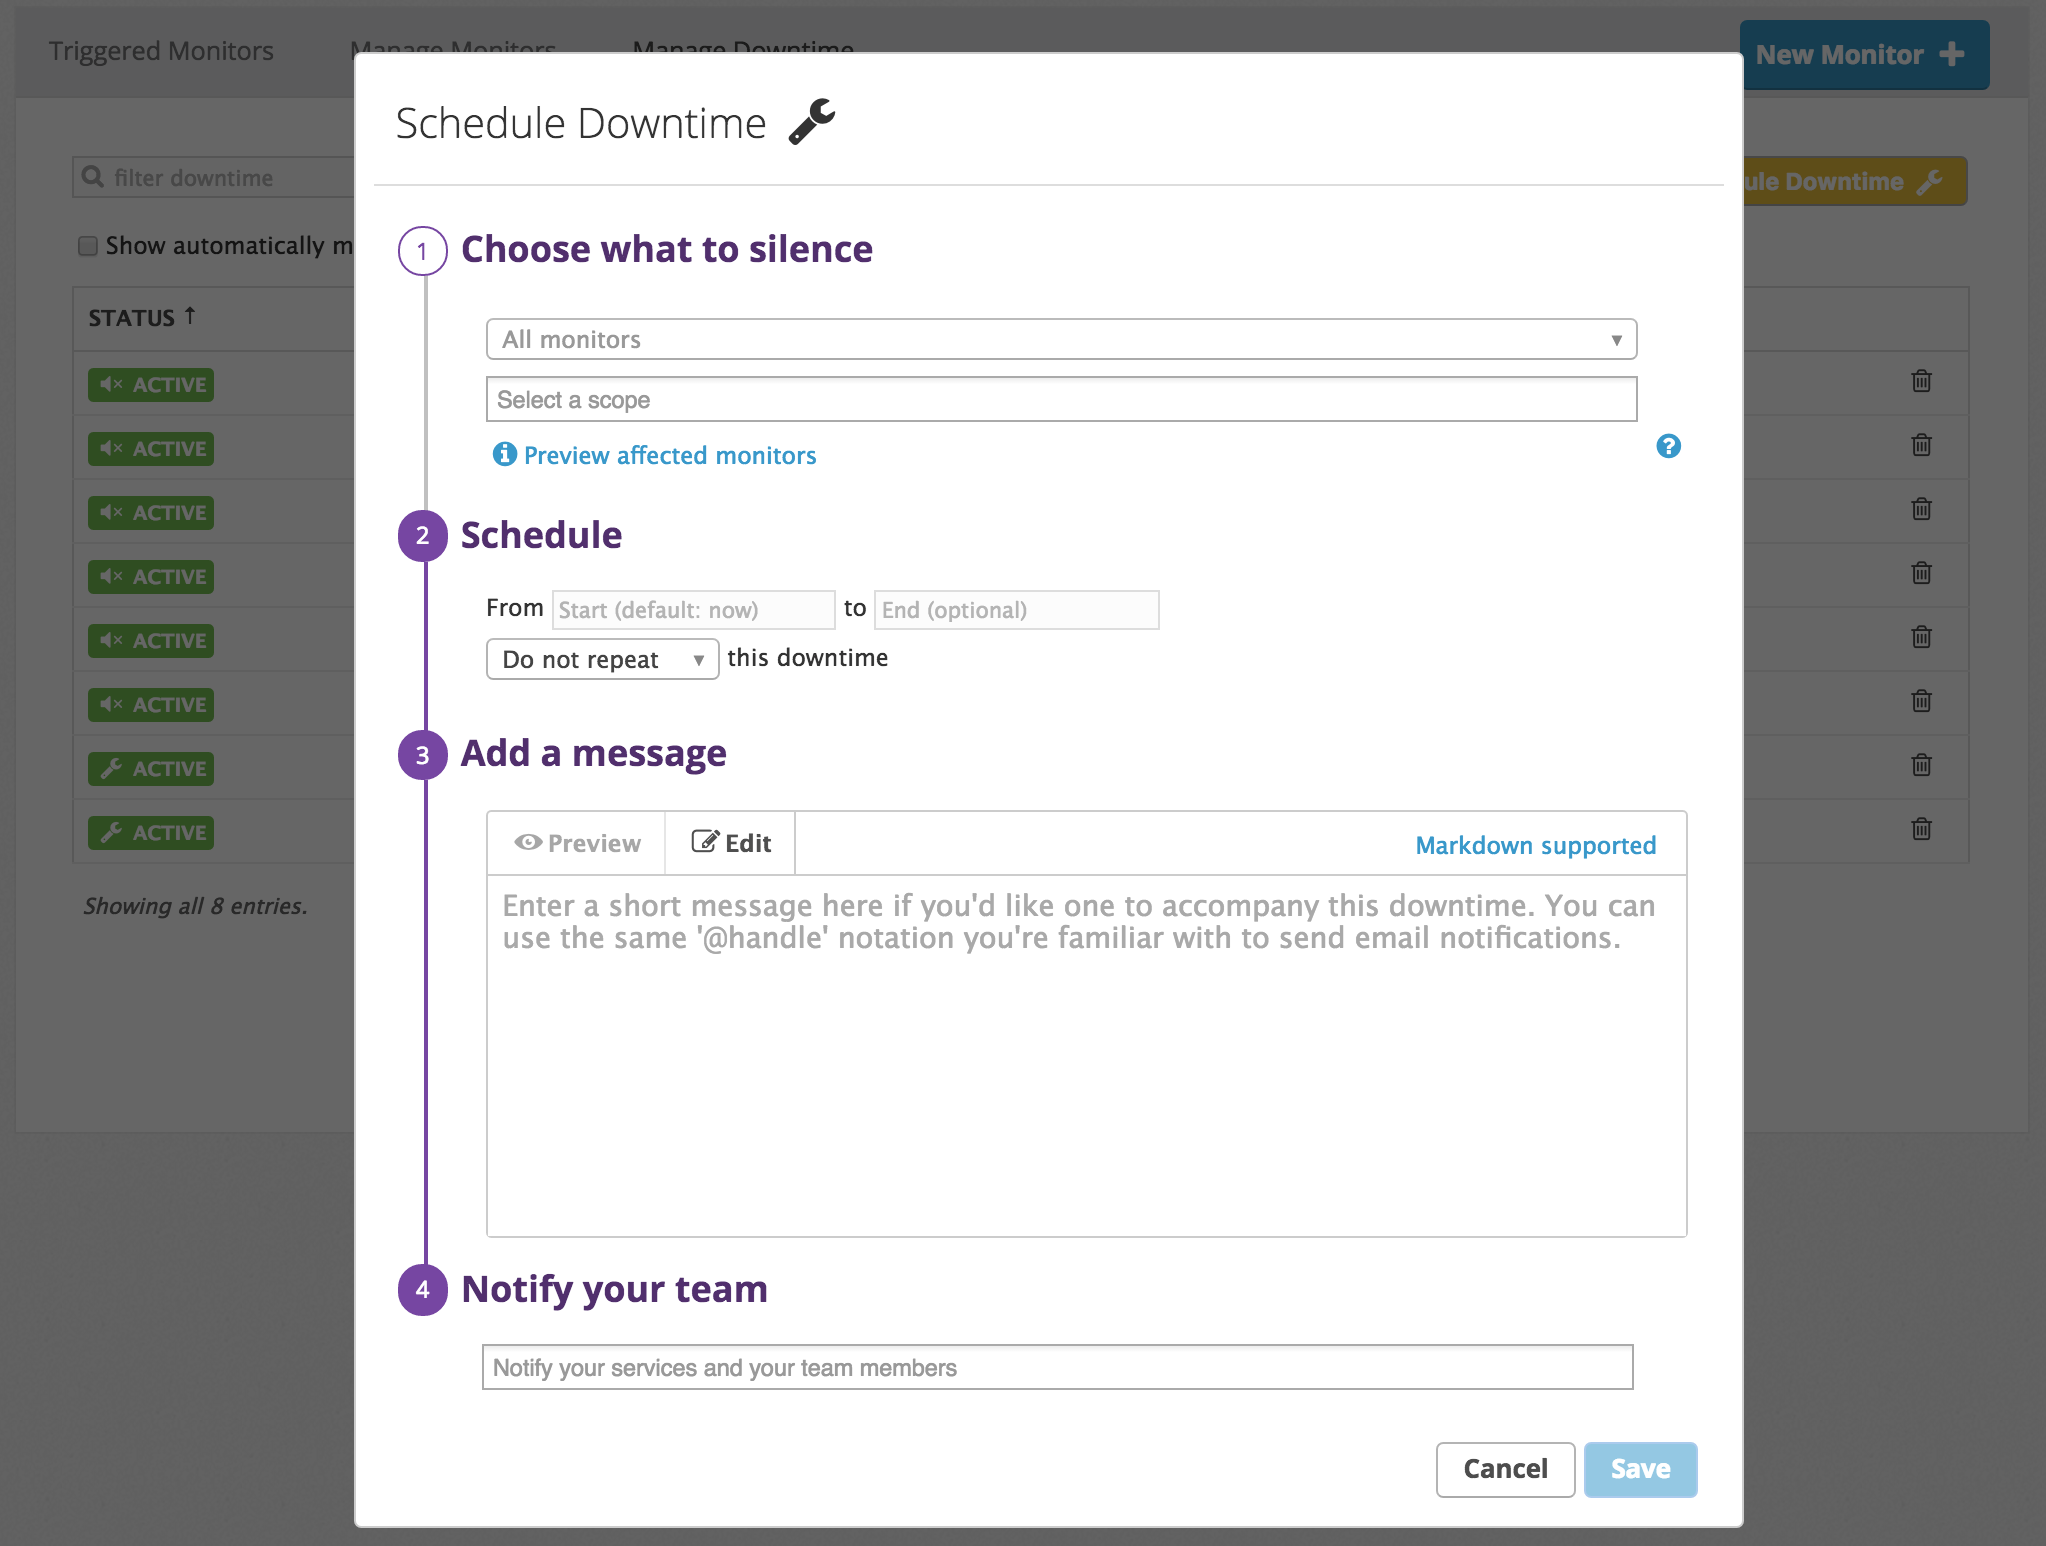 Triggered Monitors Manage Monitors Manage Downtime New Monitor
Schedule Downtime
filter downtime
ule Downtime
Show automatically m
STATUS ↑
ACTIVE
ACTIVE
ACTIVE
ACTIVE
ACTIVE
ACTIVE
ACTIVE
ACTIVE
Showing all 8 entries.
1 Choose what to silence
All monitors
Select a scope
Preview affected monitors
?
2 Schedule
From Start (default: now) to End (optional)
Do not repeat this downtime
3 Add a message
Preview Edit Markdown supported
Enter a short message here if you'd like one to accompany this downtime. You can
use the same '@handle' notation you're familiar with to send email notifications.
4 Notify your team
Notify your services and your team members
Cancel Save